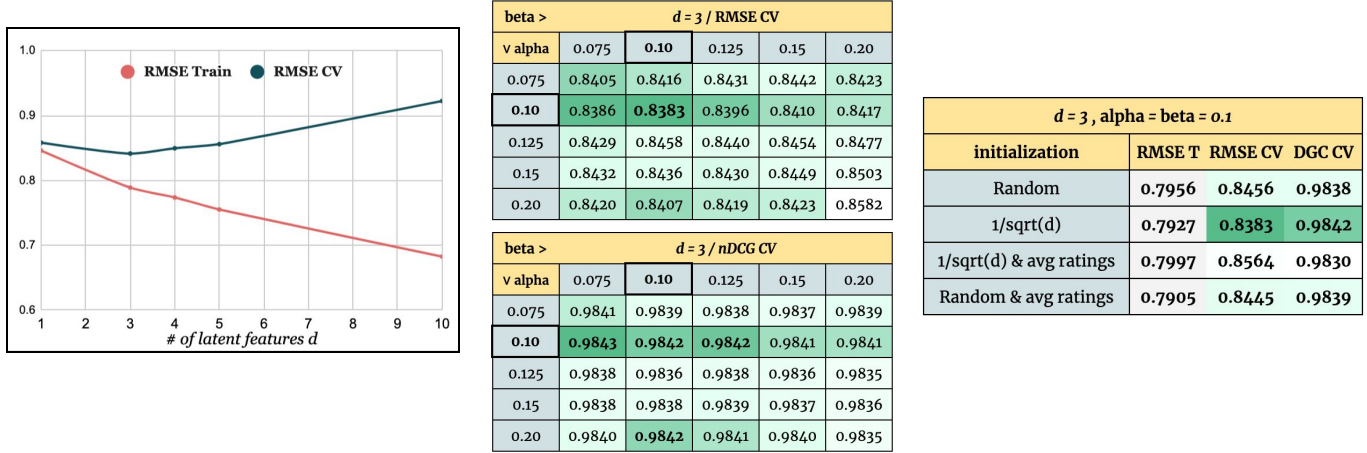 1.0
RMSE Train RMSE CV
0.9
0.8
0.7
0.6
1 2 3 4 5 6 7 8 9 10
# of latent features d
beta > d = 3 / RMSE CV
v alpha 0.075 0.10 0.125 0.15 0.20
0.075 0.8405 0.8416 0.8431 0.8442 0.8423
0.10 0.8386 0.8383 0.8396 0.8410 0.8417
0.125 0.8429 0.8458 0.8440 0.8454 0.8477
0.15 0.8432 0.8436 0.8430 0.8449 0.8503
0.20 0.8420 0.8407 0.8419 0.8423 0.8582
beta > d = 3 / nDCG CV
v alpha 0.075 0.10 0.125 0.15 0.20
0.075 0.9841 0.9839 0.9838 0.9837 0.9839
0.10 0.9843 0.9842 0.9842 0.9841 0.9841
0.125 0.9838 0.9836 0.9838 0.9836 0.9835
0.15 0.9838 0.9838 0.9839 0.9837 0.9836
0.20 0.9840 0.9842 0.9841 0.9840 0.9835
d = 3 , alpha = beta = 0.1
initialization RMSE T RMSE CV DGC CV
Random 0.7956 0.8456 0.9838
1/sqrt(d) 0.7927 0.8383 0.9842
1/sqrt(d) & avg ratings 0.7997 0.8564 0.9830
Random & avg ratings 0.7905 0.8445 0.9839